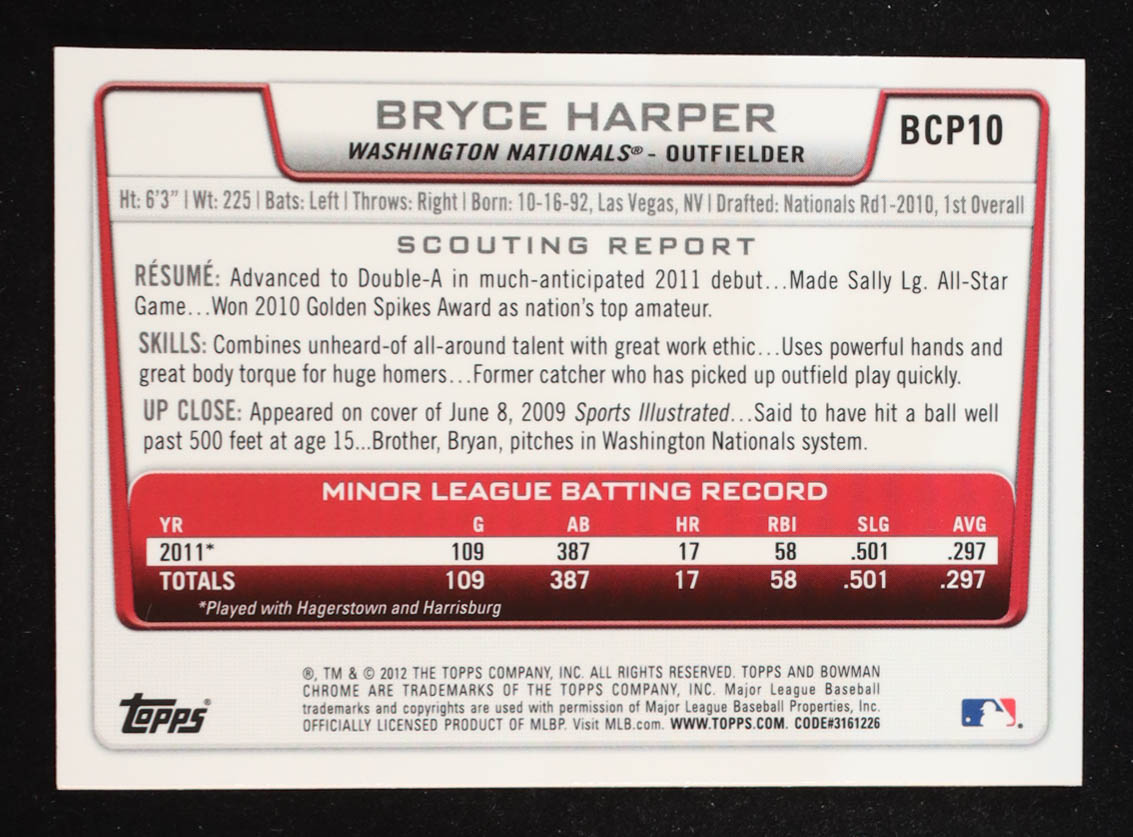 BRYCE HARPER
BCP10
WASHINGTON NATIONALS® - OUTFIELDER
Ht: 6'3" | Wt: 225 | Bats: Left | Throws: Right | Born: 10-16-92, Las Vegas, NV | Drafted: Nationals Rd1-2010, 1st Overall
SCOUTING REPORT
RÉSUMÉ: Advanced to Double-A in much-anticipated 2011 debut...Made Sally Lg. All-Star
Game...Won 2010 Golden Spikes Award as nation's top amateur.
SKILLS: Combines unheard-of all-around talent with great work ethic...Uses powerful hands and
great body torque for huge homers...Former catcher who has picked up outfield play quickly.
UP CLOSE: Appeared on cover of June 8, 2009 Sports Illustrated...Said to have hit a ball well
past 500 feet at age 15...Brother, Bryan, pitches in Washington Nationals system.
MINOR LEAGUE BATTING RECORD
YR G AB HR RBI SLG AVG
2011* 109 387 17 58 .501 .297
TOTALS 109 387 17 58 .501 .297
*Played with Hagerstown and Harrisburg
®, TM & © 2012 THE TOPPS COMPANY, INC. ALL RIGHTS RESERVED. TOPPS AND BOWMAN
CHROME ARE TRADEMARKS OF THE TOPPS COMPANY, INC. Major League Baseball
trademarks and copyrights are used with permission of Major League Baseball Properties, Inc.
OFFICIALLY LICENSED PRODUCT OF MLBP. Visit MLB.com. WWW.TOPPS.COM. CODE#3161226
Topps®